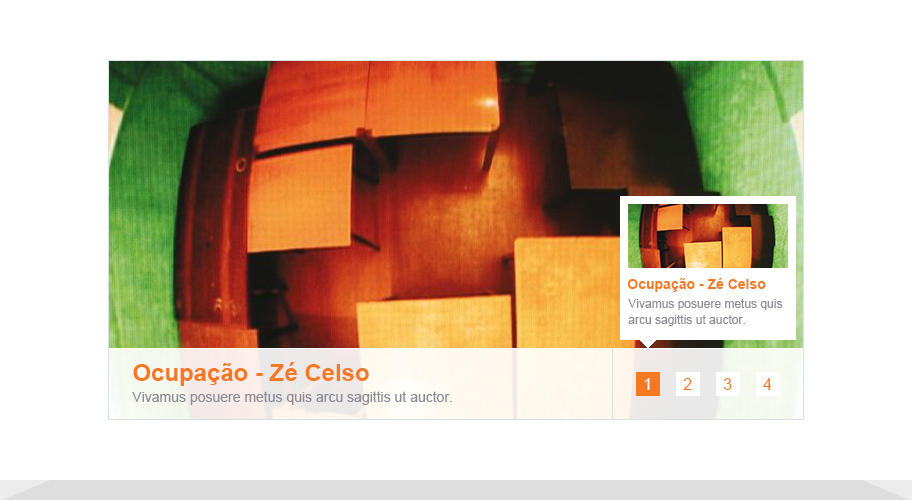 Ocupação - Zé Celso
Vivamus posuere metus quis
arcu sagittis ut auctor.
Ocupação - Zé Celso
Vivamus posuere metus quis arcu sagittis ut auctor.
1 2 3 4